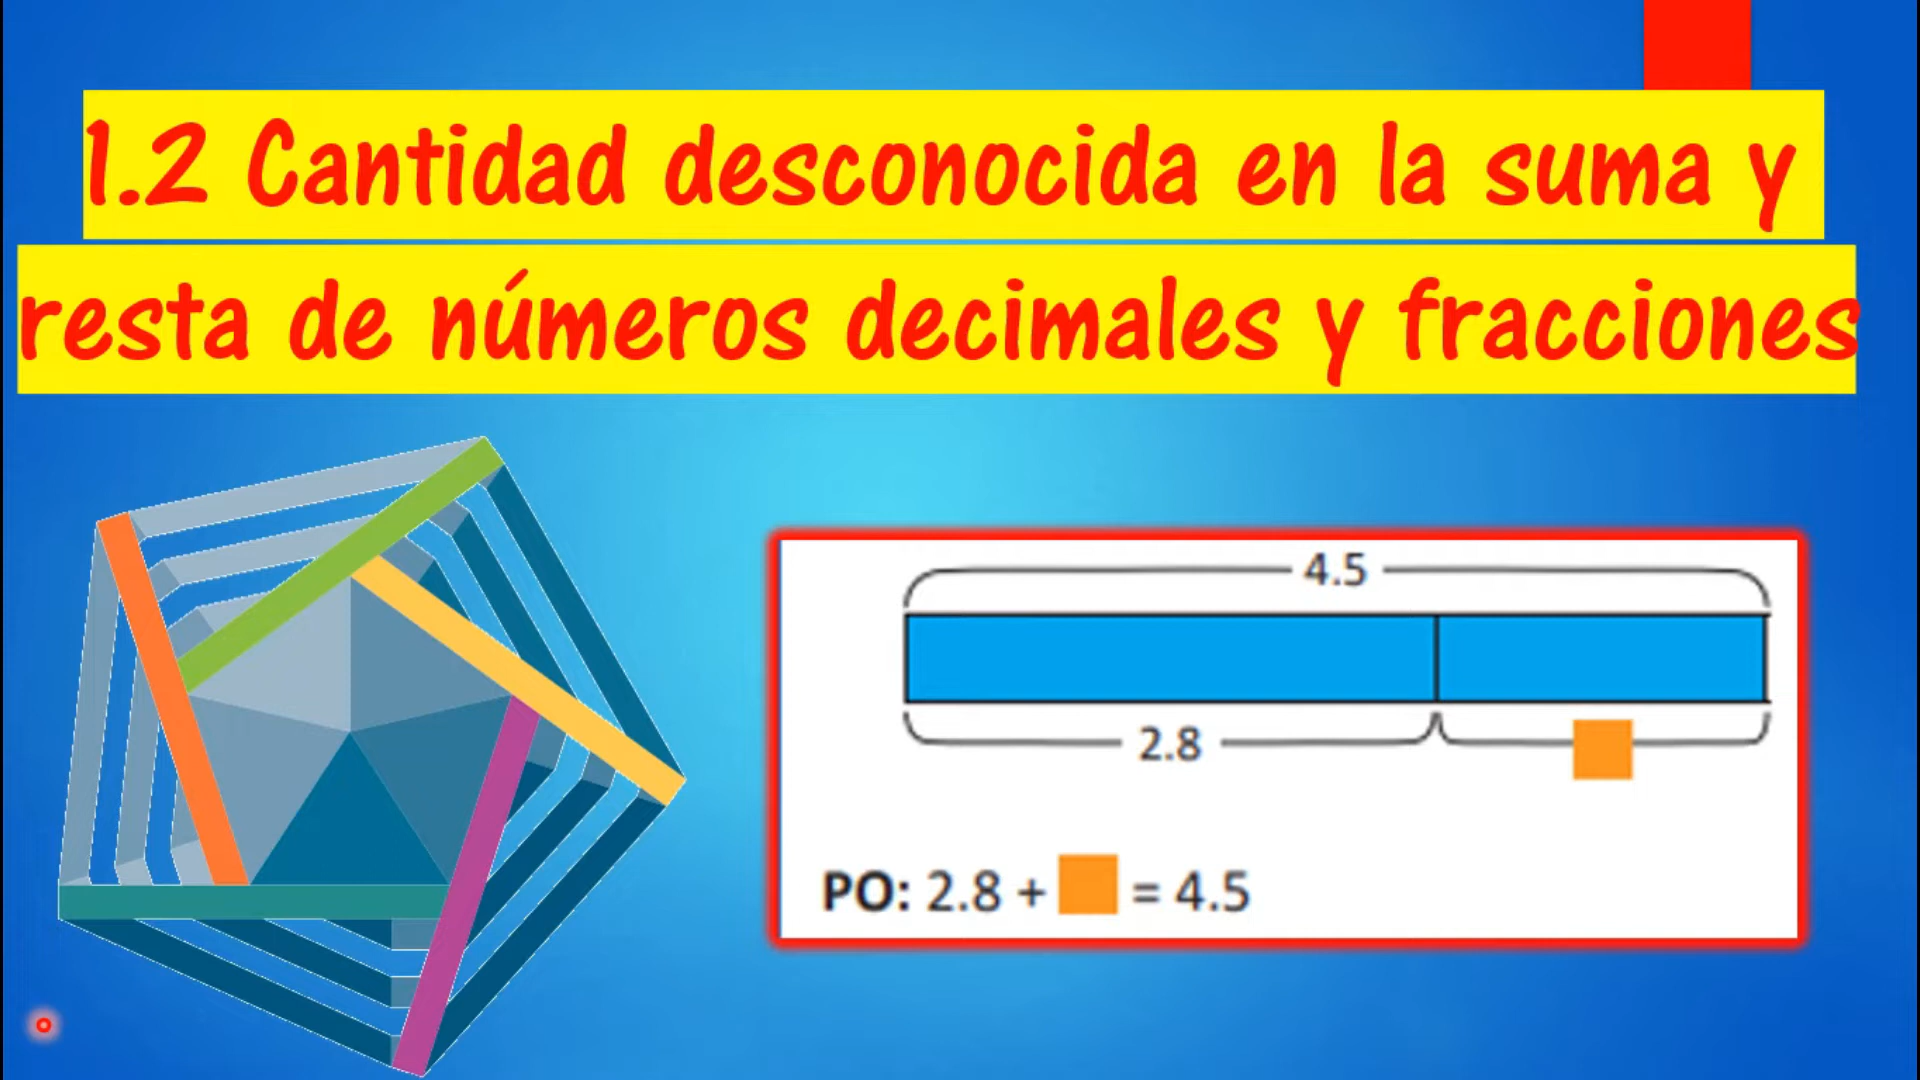 1.2 Cantidad desconocida en la suma y
resta de números decimales y fracciones
4.5
2.8
PO: 2.8 + = 4.5